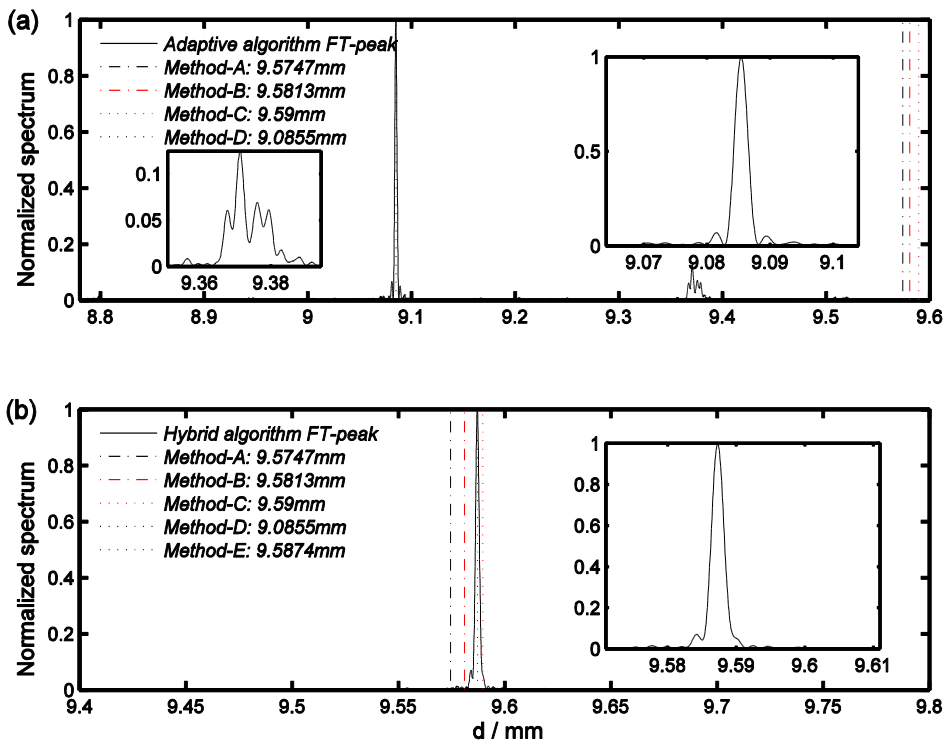 (a)
Normalized spectrum
1
0.8
0.6
0.4
0.2
0
Adaptive algorithm FT-peak
Method-A: 9.5747mm
Method-B: 9.5813mm
Method-C: 9.59mm
Method-D: 9.0855mm
0.1
0.05
0
9.36 9.38
1
0.5
0
9.07 9.08 9.09 9.1
8.8 8.9 9 9.1 9.2 9.3 9.4 9.5 9.6
(b)
Normalized spectrum
1
0.8
0.6
0.4
0.2
0
Hybrid algorithm FT-peak
Method-A: 9.5747mm
Method-B: 9.5813mm
Method-C: 9.59mm
Method-D: 9.0855mm
Method-E: 9.5874mm
1
0.8
0.6
0.4
0.2
0
9.58 9.59 9.6 9.61
9.4 9.45 9.5 9.55 9.6 9.65 9.7 9.75 9.8
d / mm